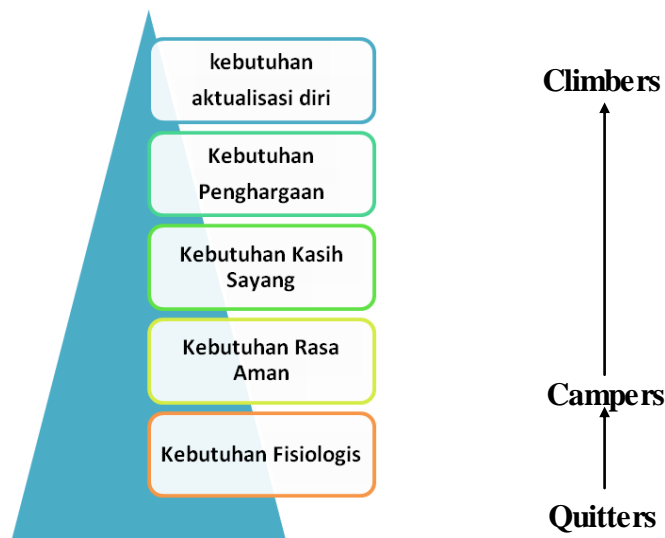 kebutuhan
aktualisasi diri
Kebutuhan
Penghargaan
Kebutuhan Kasih
Sayang
Kebutuhan Rasa
Aman
Kebutuhan Fisiologis
Climbers
Campers
Quitters